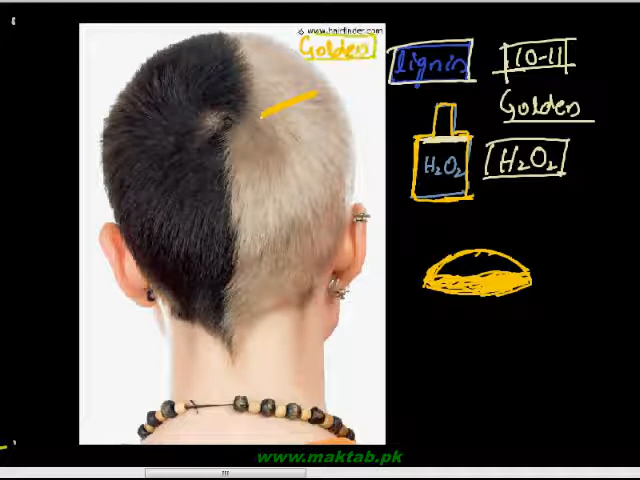 www.hairfinder.com
Golden
lignin
10-11
Golden
H₂O₂
H₂O₂
www.maktab.pk